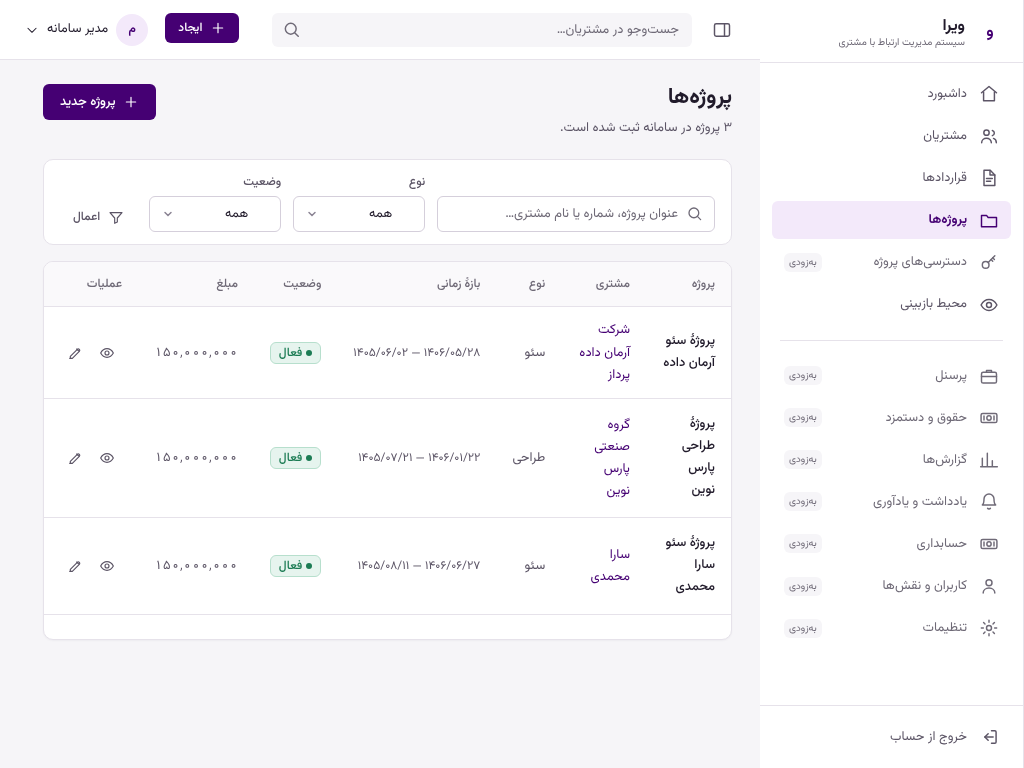 و
ویرا
سیستم مدیریت ارتباط با مشتری
داشبورد
مشتریان
قراردادها
پروژه‌ها
دسترسی‌های پروژه
به‌زودی
محیط بازبینی
پرسنل
به‌زودی
حقوق و دستمزد
به‌زودی
گزارش‌ها
به‌زودی
یادداشت و یادآوری
به‌زودی
حسابداری
به‌زودی
کاربران و نقش‌ها
به‌زودی
تنظیمات
به‌زودی
خروج از حساب
جست‌وجو در مشتریان...
ایجاد
م
مدیر سامانه
پروژه‌ها
۳ پروژه در سامانه ثبت شده است.
پروژه جدید
نوع
وضعیت
عنوان پروژه، شماره یا نام مشتری...
همه
همه
اعمال
پروژه مشتری نوع بازهٔ زمانی وضعیت مبلغ عملیات
پروژهٔ سئو
آرمان داده
شرکت
آرمان داده
پرداز
سئو
۱۴۰۵/۰۶/۰۲ — ۱۴۰۶/۰۵/۲۸
فعال
۱۵۰,۰۰۰,۰۰۰
پروژهٔ
طراحی
پارس
نوین
گروه
صنعتی
پارس
نوین
طراحی
۱۴۰۵/۰۷/۲۱ — ۱۴۰۶/۰۱/۲۲
فعال
۱۵۰,۰۰۰,۰۰۰
پروژهٔ سئو
سارا
محمدی
سارا
محمدی
سئو
۱۴۰۵/۰۸/۱۱ — ۱۴۰۶/۰۶/۲۷
فعال
۱۵۰,۰۰۰,۰۰۰